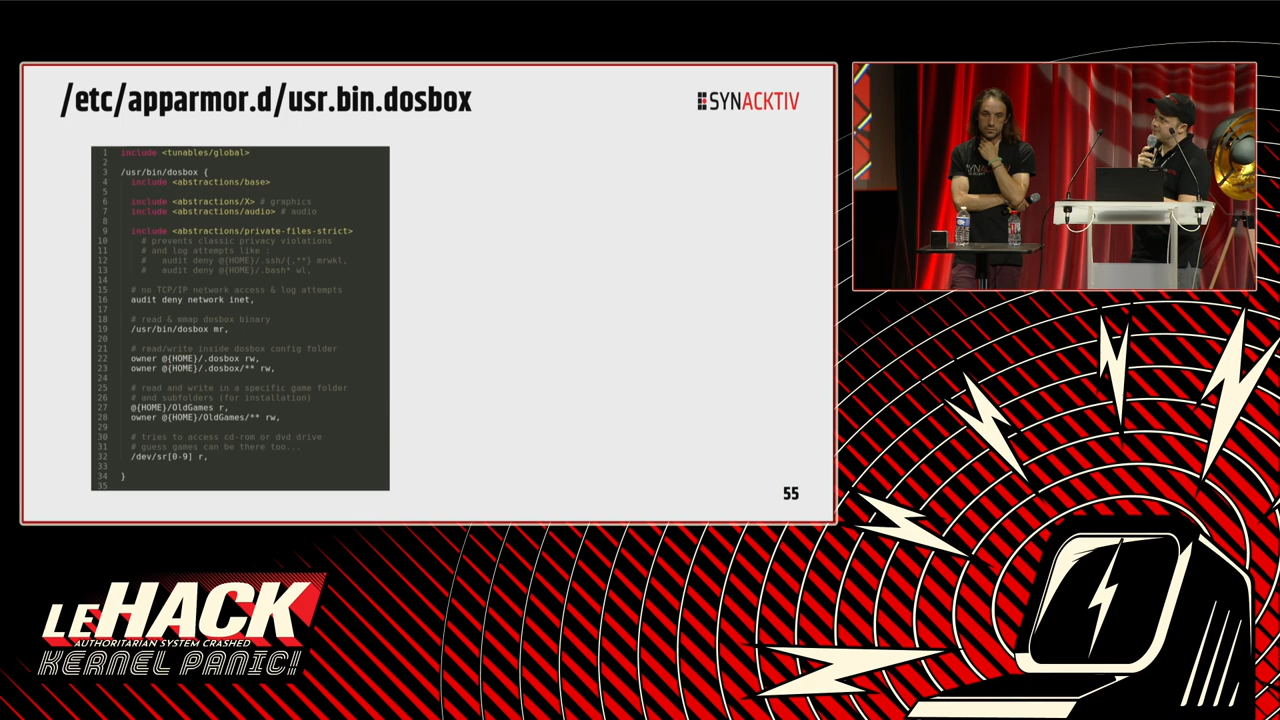 /etc/apparmor.d/usr.bin.dosbox
SYNACKTIV
1 include <tunables/global>
2
3 /usr/bin/dosbox {
4 include <abstractions/base>
5
6 include <abstractions/X> # graphics
7 include <abstractions/audio> # audio
8
9 include <abstractions/private-files-strict>
10 # prevents classic privacy violations
11 # and log attempts like :
12 # audit deny @{HOME}/.ssh/{,**} mrwkl,
13 # audit deny @{HOME}/.bash* wl,
14
15 # no TCP/IP network access & log attempts
16 audit deny network inet,
17
18 # read & mmap dosbox binary
19 /usr/bin/dosbox mr,
20
21 # read/write inside dosbox config folder
22 owner @{HOME}/.dosbox rw,
23 owner @{HOME}/.dosbox/** rw,
24
25 # read and write in a specific game folder
26 # and subfolders (for installation)
27 @{HOME}/OldGames r,
28 owner @{HOME}/OldGames/** rw,
29
30 # tries to access cd-rom or dvd drive
31 # guess games can be there too...
32 /dev/sr[0-9] r,
33
34 }
35
55
LEHACK
AUTHORITARIAN SYSTEM CRASHED
KERNEL PANIC!